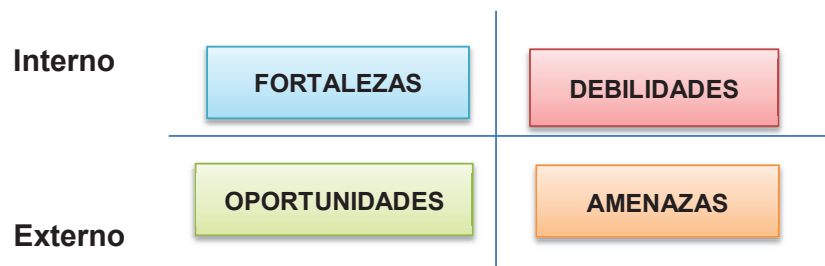 Interno
FORTALEZAS
DEBILIDADES
OPORTUNIDADES
AMENAZAS
Externo